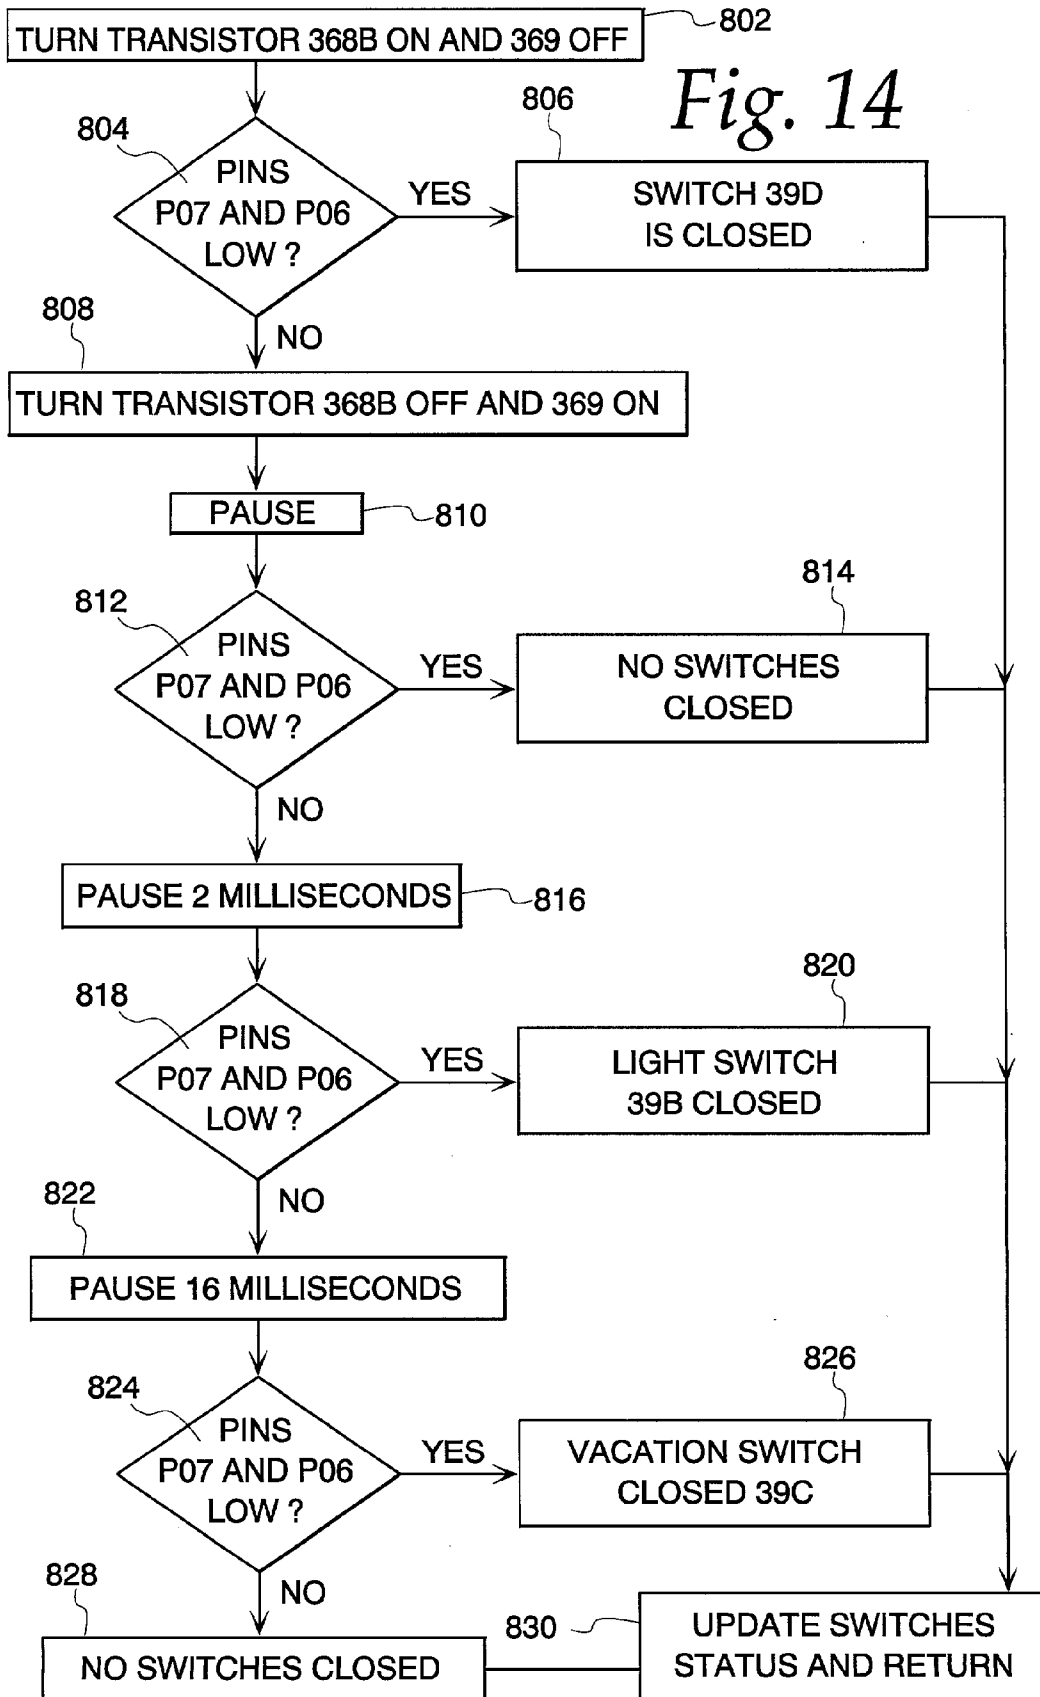 802
TURN TRANSISTOR 368B ON AND 369 OFF
Fig. 14
804
806
PINS
P07 AND P06
LOW ?
YES
SWITCH 39D
IS CLOSED
NO
808
TURN TRANSISTOR 368B OFF AND 369 ON
PAUSE
810
812
814
PINS
P07 AND P06
LOW ?
YES
NO SWITCHES
CLOSED
NO
PAUSE 2 MILLISECONDS
816
818
820
PINS
P07 AND P06
LOW ?
YES
LIGHT SWITCH
39B CLOSED
NO
822
PAUSE 16 MILLISECONDS
824
826
PINS
P07 AND P06
LOW ?
YES
VACATION SWITCH
CLOSED 39C
NO
828
NO SWITCHES CLOSED
830
UPDATE SWITCHES
STATUS AND RETURN